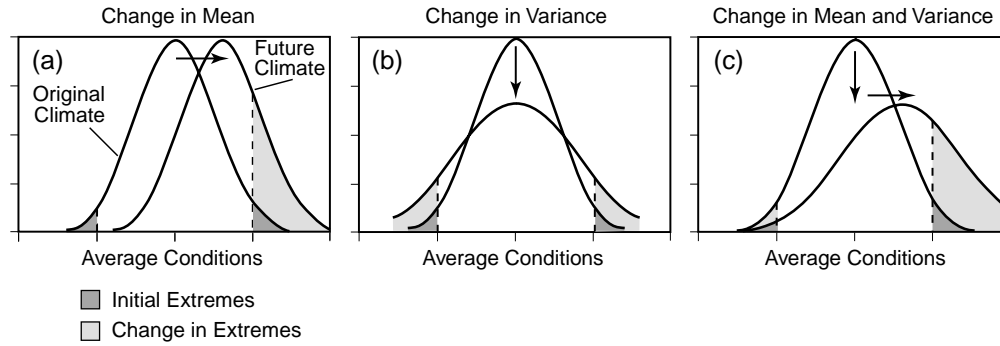 Change in Mean
Change in Variance
Change in Mean and Variance
(a)
Future
Climate
Original
Climate
(b)
(c)
Average Conditions
Average Conditions
Average Conditions
Initial Extremes
Change in Extremes